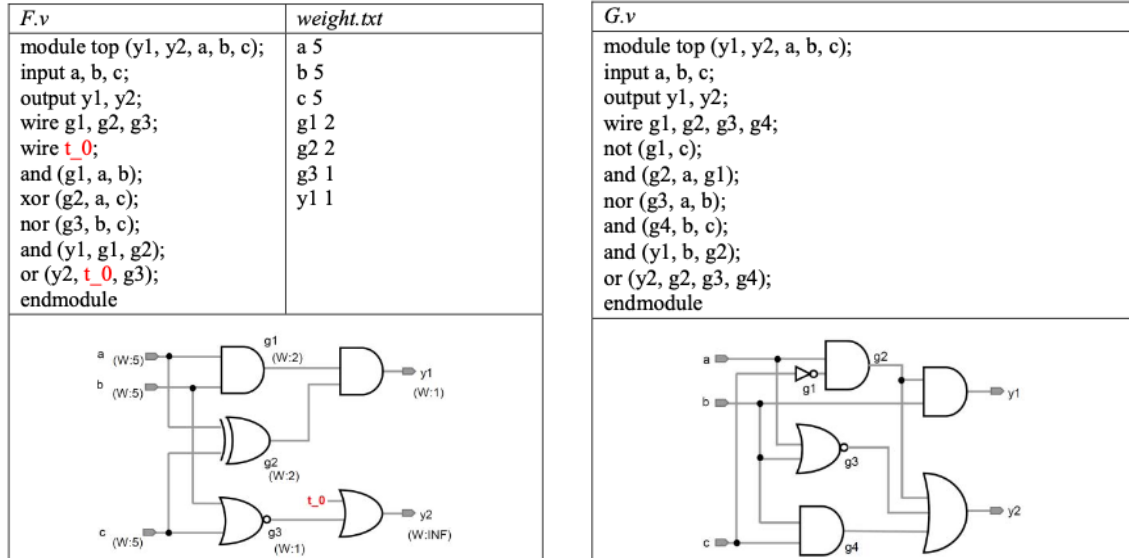 F.v weight.txt
module top (y1, y2, a, b, c); a 5
input a, b, c; b 5
output y1, y2; c 5
wire g1, g2, g3; g1 2
wire t_0; g2 2
and (g1, a, b); g3 1
xor (g2, a, c); y1 1
nor (g3, b, c);
and (y1, g1, g2);
or (y2, t_0, g3);
endmodule
g1
a (W:5) (W:2)
b (W:5)
y1
(W:1)
g2
(W:2)
t_0
y2
(W:INF)
c (W:5)
g3
(W:1)
G.v
module top (y1, y2, a, b, c);
input a, b, c;
output y1, y2;
wire g1, g2, g3, g4;
not (g1, c);
and (g2, a, g1);
nor (g3, a, b);
and (g4, b, c);
and (y1, b, g2);
or (y2, g2, g3, g4);
endmodule
a
g2
g1
b
y1
g3
y2
c
g4